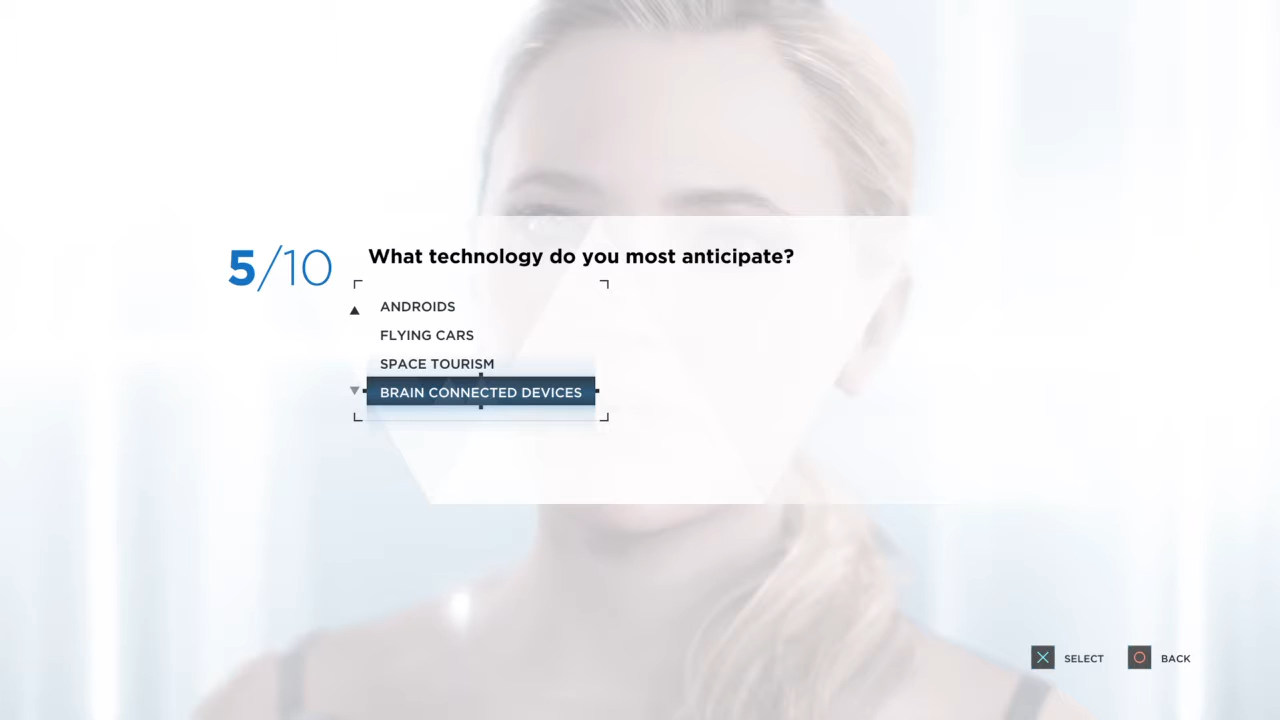 5/10
What technology do you most anticipate?
ANDROIDS
FLYING CARS
SPACE TOURISM
BRAIN CONNECTED DEVICES
SELECT BACK